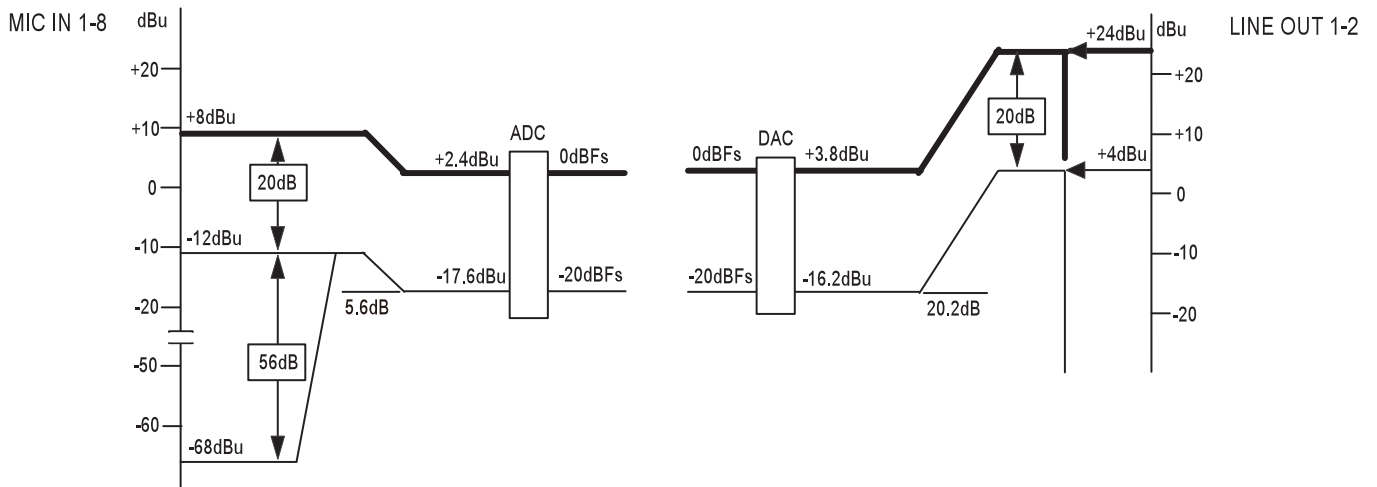 MIC IN 1-8
dBu
+20
+10
0
-10
-20
-50
-60
+8dBu
20dB
-12dBu
56dB
-68dBu
5.6dB
+2.4dBu
-17.6dBu
ADC
0dBFs
-20dBFs
0dBFs
-20dBFs
DAC
+3.8dBu
-16.2dBu
20.2dB
20dB
+24dBu
+4dBu
dBu
+20
+10
0
-10
-20
LINE OUT 1-2